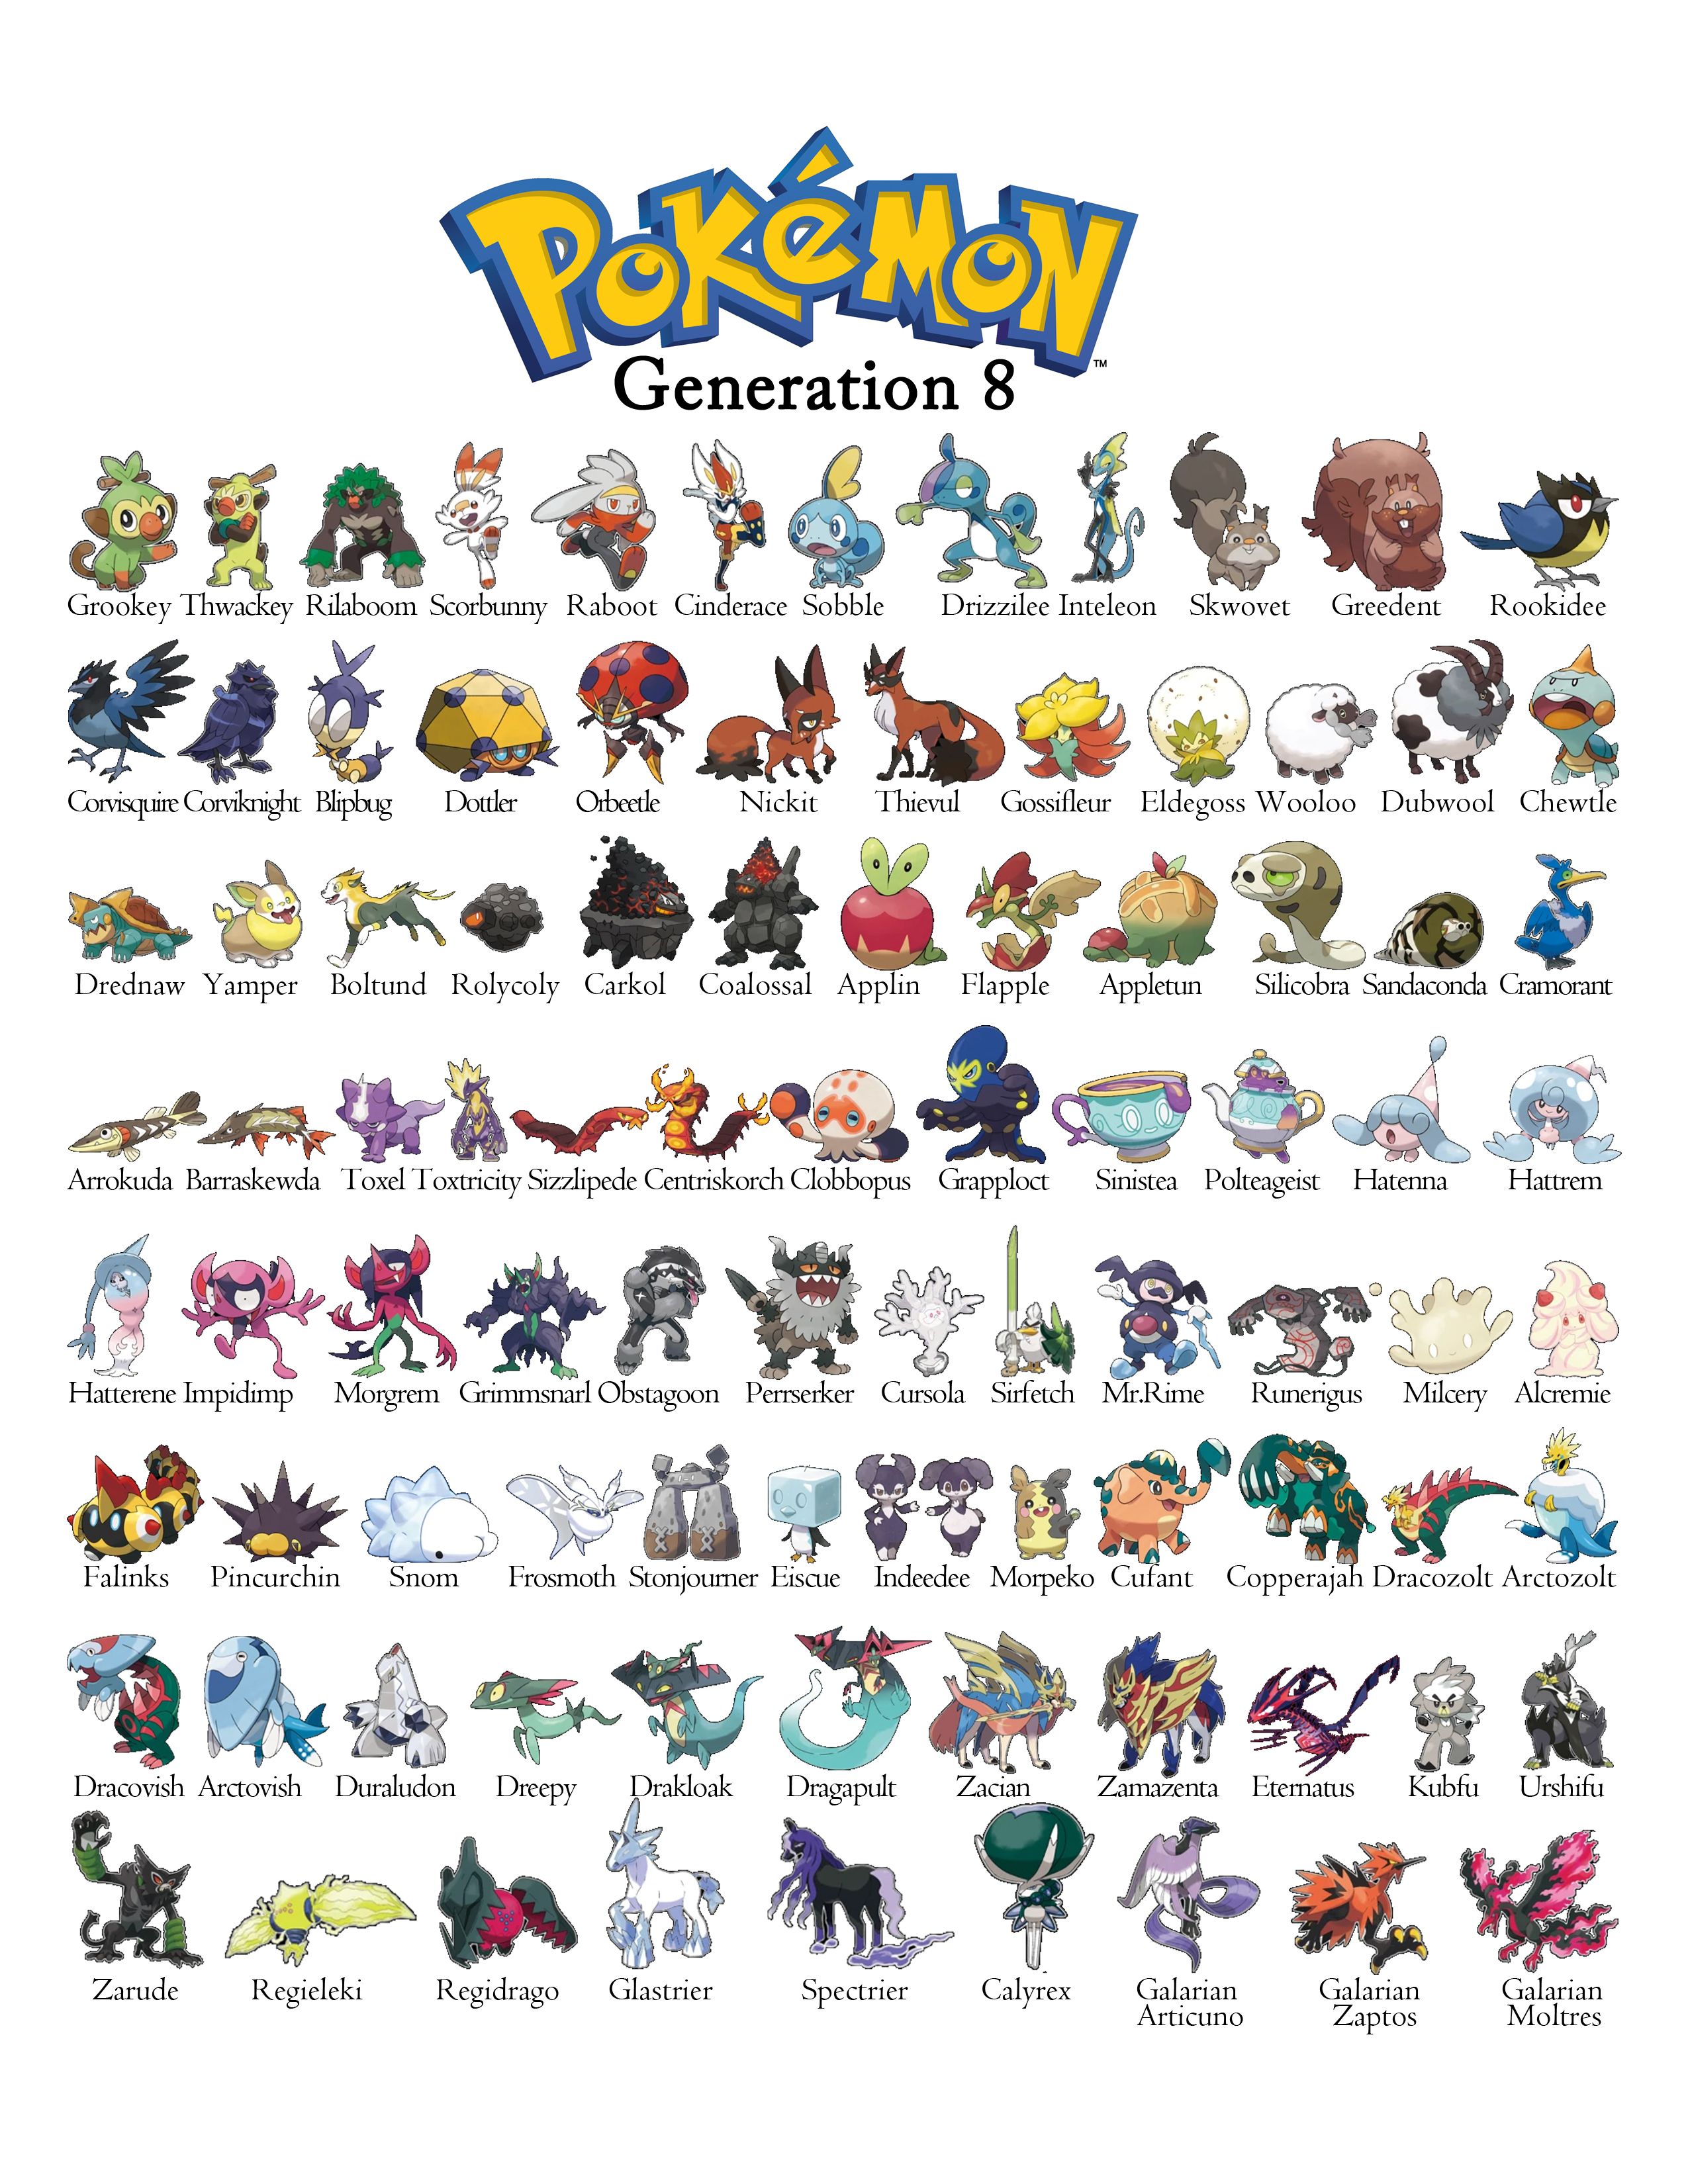 POKéMON
TM
Generation 8
Grookey Thwackey Rilaboom Scorbunny Raboot Cinderace Sobble Drizzilee Inteleon Skwovet Greedent Rookidee
Corvisquire Corviknight Blipbug Dottler Orbeetle Nickit Thievul Gossifleur Eldegoss Wooloo Dubwool Chewtle
Drednaw Yamper Boltund Rolycoly Carkol Coalossal Applin Flapple Appletun Silicobra Sandaconda Cramorant
Arrokuda Barraskewda Toxel Toxtricity Sizzlipede Centriskorch Clobbopus Grapploct Sinistea Polteageist Hatenna Hattrem
Hatterene Impidimp Morgrem Grimmsnarl Obstagoon Perrserker Cursola Sirfetch Mr.Rime Runerigus Milcery Alcremie
Falinks Pincurchin Snom Frosmoth Stonjourner Eiscue Indeedee Morpeko Cufant Copperajah Dracozolt Arctozolt
Dracovish Arctovish Duraludon Dreepy Drakloak Dragapult Zacian Zamazenta Eternatus Kubfu Urshifu
Zarude Regieleki Regidrago Glastrier Spectrier Calyrex Galarian Galarian Galarian
Articuno Zaptos Moltres